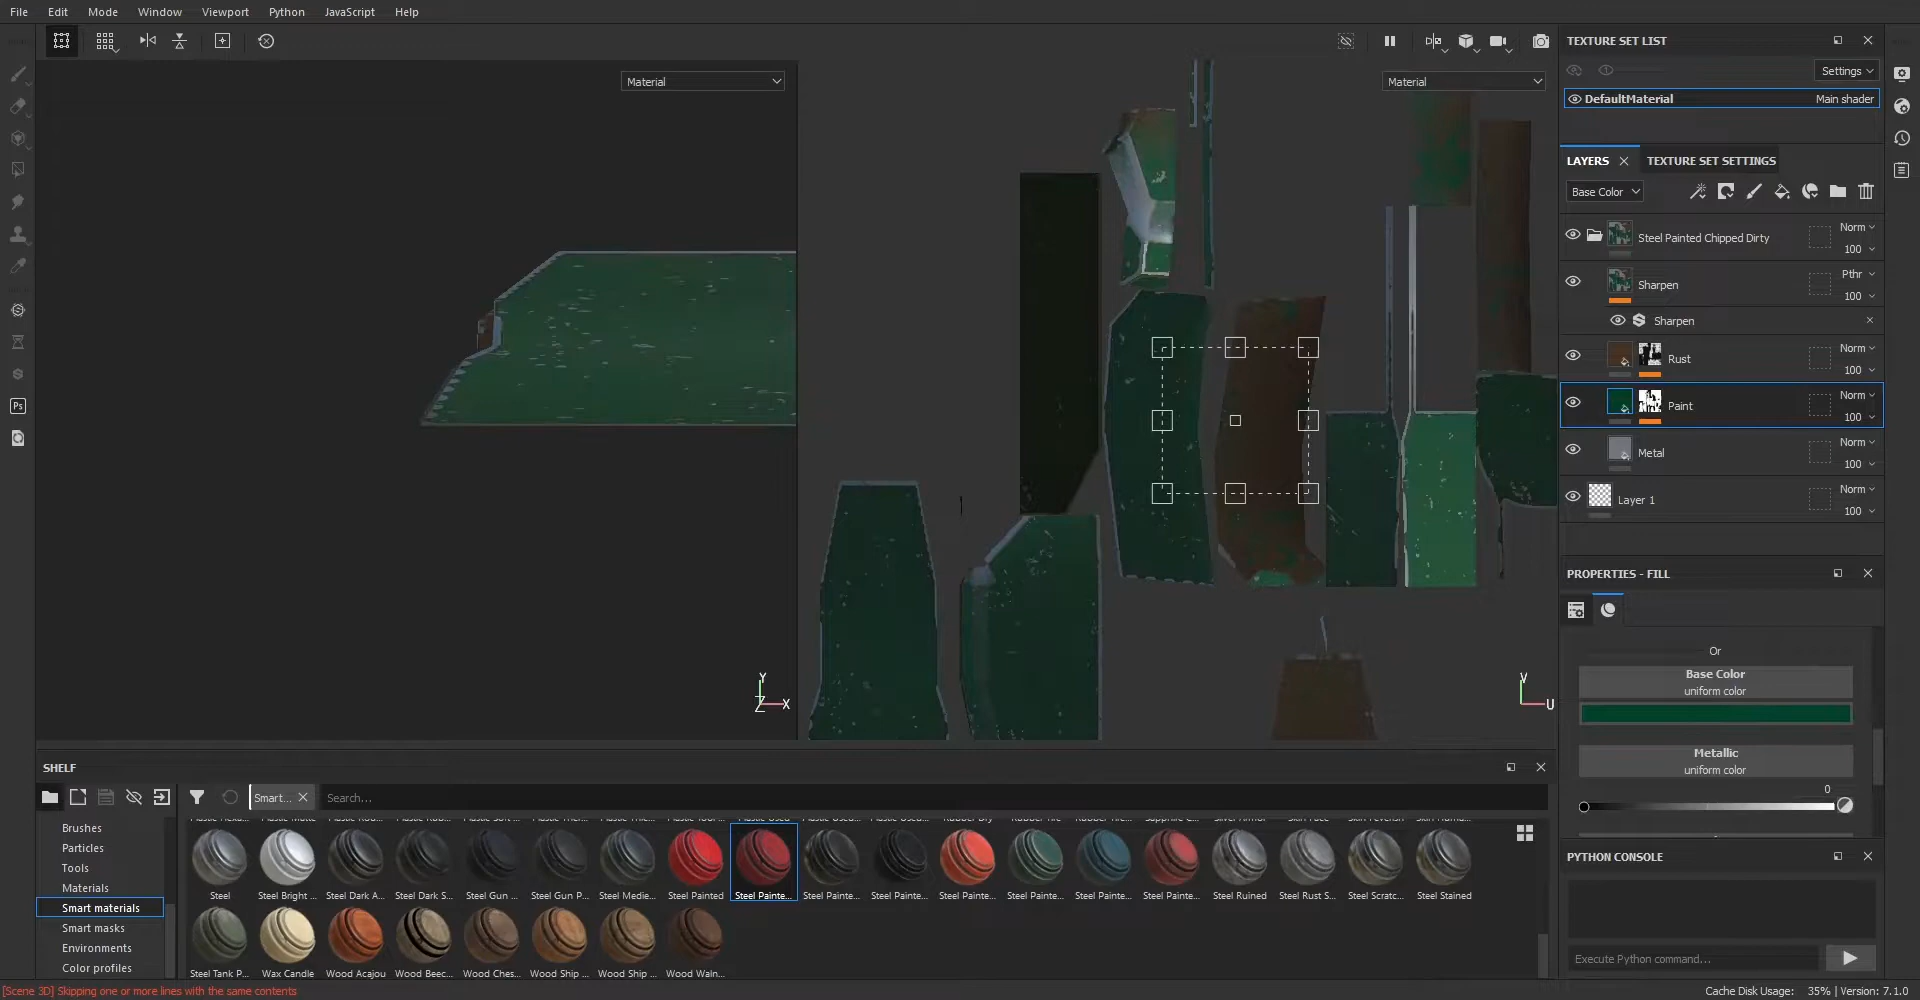 File Edit Mode Window Viewport Python JavaScript Help
Material
Material
TEXTURE SET LIST
Settings
DefaultMaterial Main shader
LAYERS TEXTURE SET SETTINGS
Base Color
Steel Painted Chipped Dirty Norm 100
Sharpen Pthr 100
Sharpen
Rust Norm 100
Paint Norm 100
Metal Norm 100
Layer 1 Norm 100
PROPERTIES - FILL
Or
Base Color
uniform color
Metallic
uniform color
0
Y
Z X
V
U
Ps
SHELF
Smart... Search...
Brushes
Particles
Tools
Materials
Smart materials
Smart masks
Environments
Color profiles
Steel Steel Bright ... Steel Dark A... Steel Dark S... Steel Gun ... Steel Gun P... Steel Medie... Steel Painted Steel Painte... Steel Painte... Steel Painte... Steel Painte... Steel Painte... Steel Painte... Steel Painte... Steel Ruined Steel Rust S... Steel Scratc... Steel Stained
Steel Tank P... Wax Candle Wood Acajou Wood Beec... Wood Ches... Wood Ship ... Wood Ship ... Wood Waln...
PYTHON CONSOLE
Execute Python command...
[Scene 3D] Skipping one or more lines with the same contents
Cache Disk Usage: 35% | Version: 7.1.0